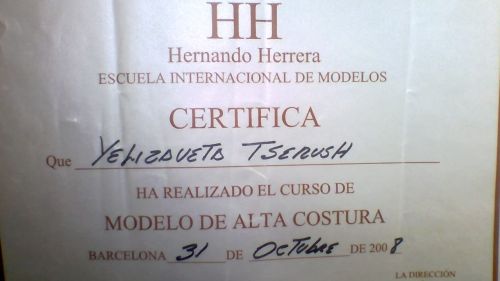 HH
Hernando Herrera
ESCUELA INTERNACIONAL DE MODELOS
CERTIFICA
Que YELIZAVETA TSERUSH
HA REALIZADO EL CURSO DE
MODELO DE ALTA COSTURA
BARCELONA 31 DE OCTUBRE DE 2008
LA DIRECCIÓN